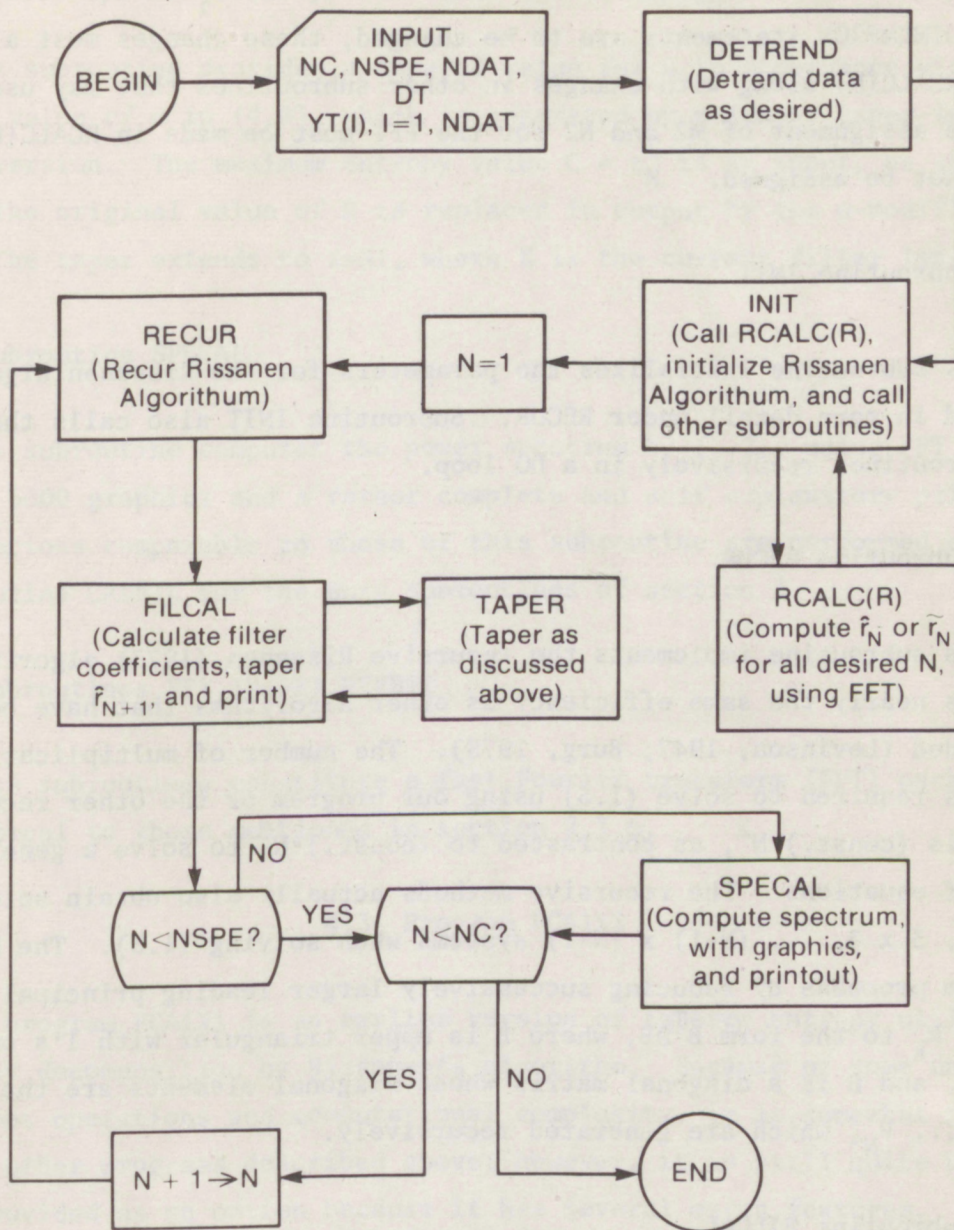 BEGIN
INPUT
NC, NSPE, NDAT,
DT
YT(I), I=1, NDAT
DETREND
(Detrend data
as desired)
RECUR
(Recur Rissanen
Algorithum)
N=1
INIT
(Call RCALC(R),
initialize Rissanen
Algorithum, and call
other subroutines)
FILCAL
(Calculate filter
coefficients, taper
r̂N+1, and print)
TAPER
(Taper as
discussed
above)
RCALC(R)
(Compute r̂N or r̃N
for all desired N,
using FFT)
NO
N<NSPE?
YES
N<NC?
SPECAL
(Compute spectrum,
with graphics,
and printout)
YES
NO
N + 1→N
END